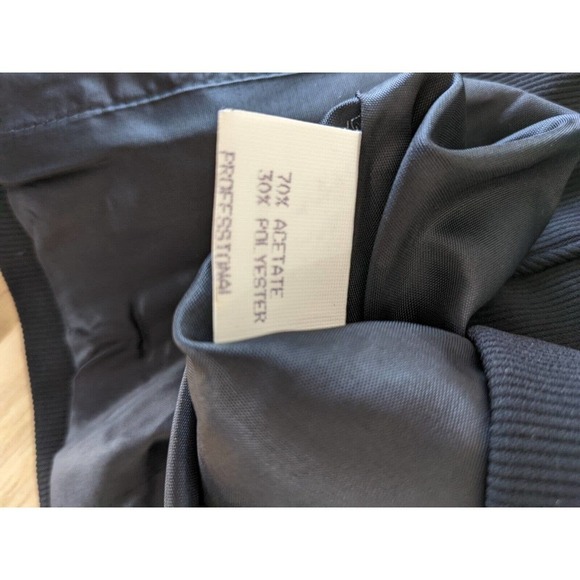 70% ACETATE
30% POLYESTER
PROFESSIONAL